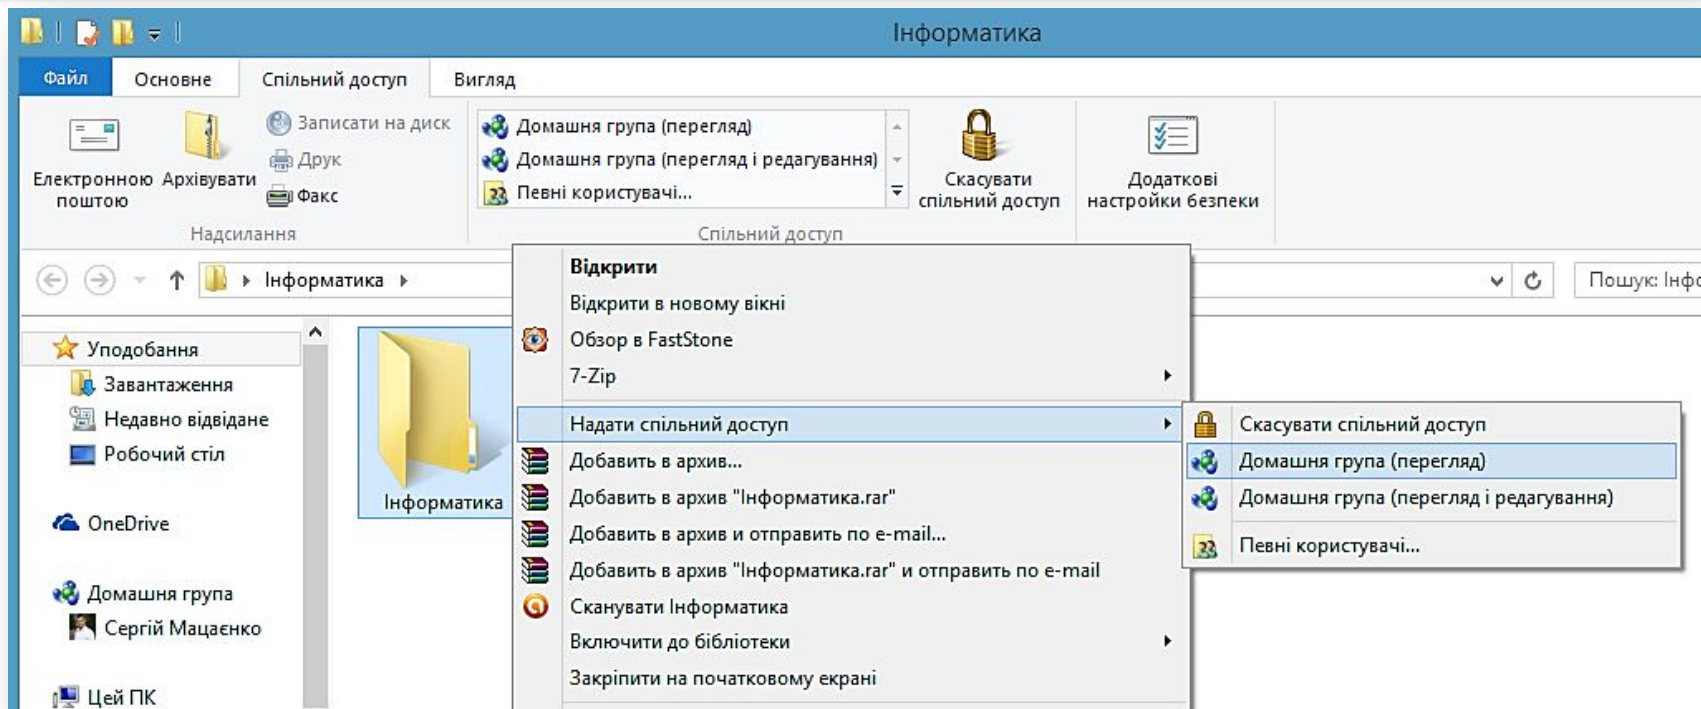 Інформатика
Файл
Основне
Спільний доступ
Вигляд
Електронною поштою
Архівувати
Записати на диск
Друк
Факс
Надсилання
Домашня група (перегляд)
Домашня група (перегляд і редагування)
Певні користувачі...
Скасувати
спільний доступ
Спільний доступ
Додаткові
настройки безпеки
Інформатика
Пошук:
Уподобання
Завантаження
Недавно відвідане
Робочий стіл
OneDrive
Домашня група
Сергій Мацаєнко
Цей ПК
Інформатика
Відкрити
Відкрити в новому вікні
Обзор в FastStone
7-Zip
Надати спільний доступ
Добавить в архив...
Добавить в архив "Інформатика.rar"
Добавить в архив и отправить по e-mail...
Добавить в архив "Інформатика.rar" и отправить по e-mail
Сканувати Інформатика
Включити до бібліотеки
Закріпити на початковому екрані
Скасувати спільний доступ
Домашня група (перегляд)
Домашня група (перегляд і редагування)
Певні користувачі...